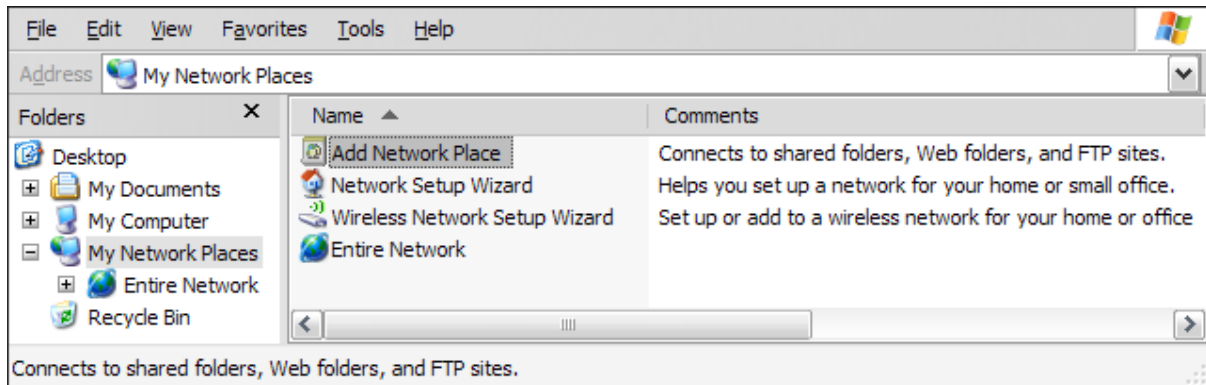 File Edit View Favorites Tools Help
Address My Network Places
Folders
Desktop
My Documents
My Computer
My Network Places
Entire Network
Recycle Bin
Name Comments
Add Network Place Connects to shared folders, Web folders, and FTP sites.
Network Setup Wizard Helps you set up a network for your home or small office.
Wireless Network Setup Wizard Set up or add to a wireless network for your home or office
Entire Network
Connects to shared folders, Web folders, and FTP sites.